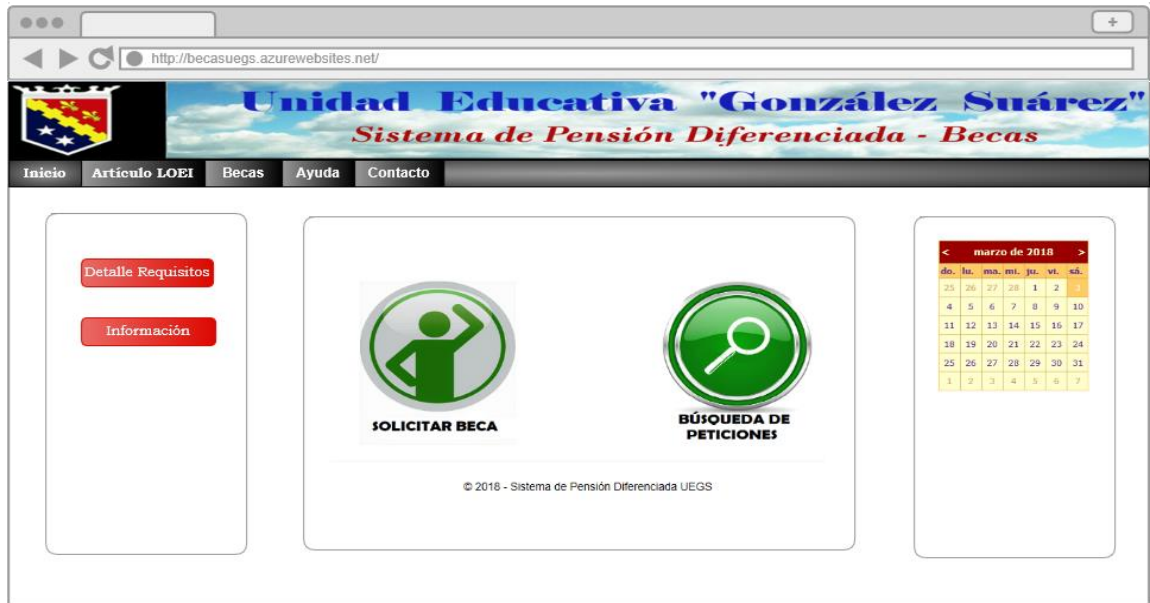 +
http://becasuegs.azurewebsites.net/
Unidad Educativa "González Suárez"
Sistema de Pensión Diferenciada - Becas
Inicio Artículo LOEI Becas Ayuda Contacto
Detalle Requisitos
Información
SOLICITAR BECA
BÚSQUEDA DE
PETICIONES
© 2018 - Sistema de Pensión Diferenciada UEGS
< marzo de 2018 >
do. lu. ma. mi. ju. vi. sá.
25 26 27 28 1 2 3
4 5 6 7 8 9 10
11 12 13 14 15 16 17
18 19 20 21 22 23 24
25 26 27 28 29 30 31
1 2 3 4 5 6 7